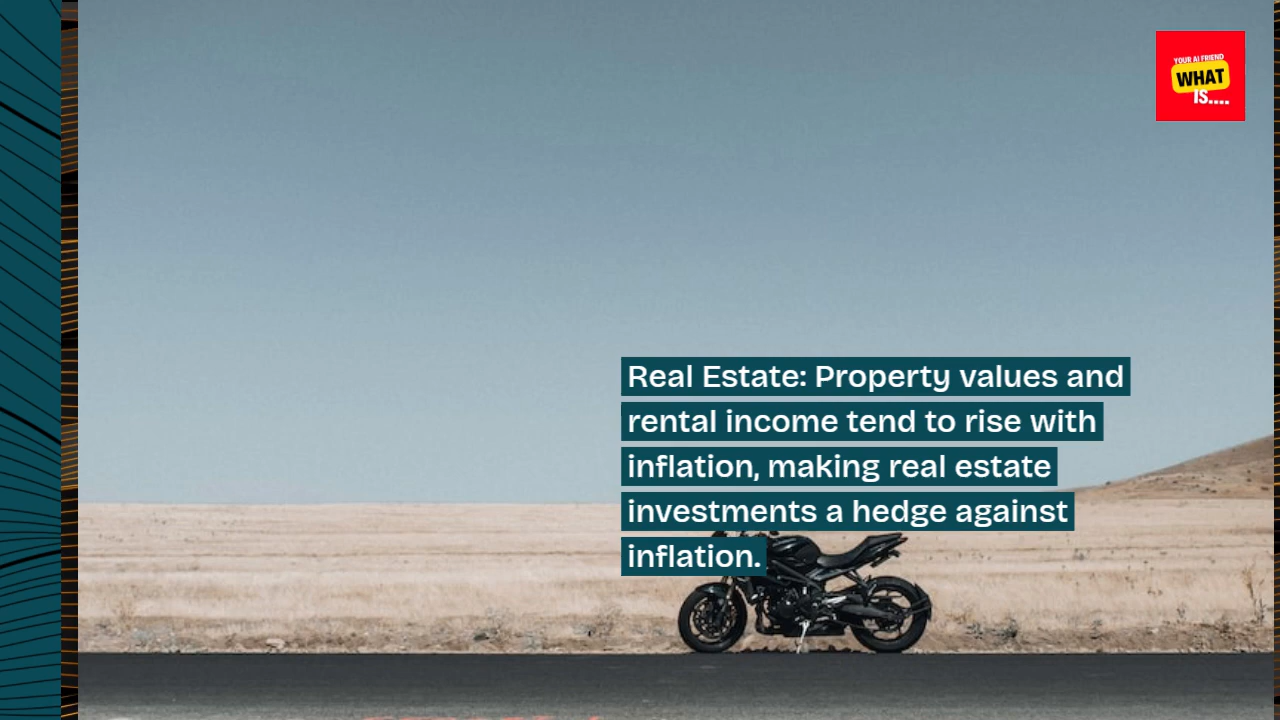 YOUR AI FRIEND
WHAT
IS....
Real Estate: Property values and
rental income tend to rise with
inflation, making real estate
investments a hedge against
inflation.